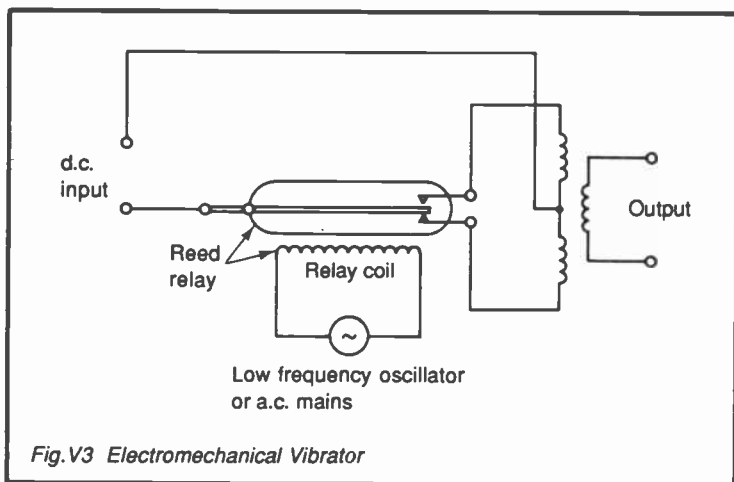 d.c.
input
Reed
relay
Relay coil
Output
~
Low frequency oscillator
or a.c. mains
Fig.V3 Electromechanical Vibrator